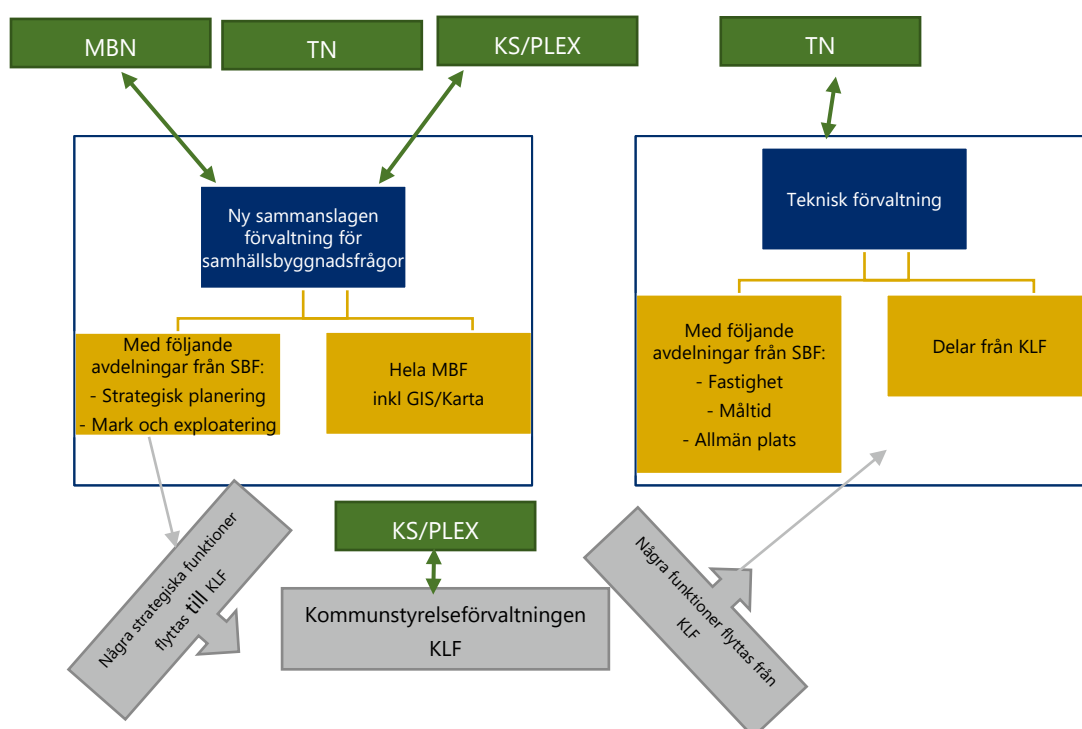 MBN
TN
KS/PLEX
TN
Ny sammanslagen
förvaltning för
samhällsbyggnadsfrågor
Med följande
avdelningar från SBF:
- Strategisk planering
- Mark och exploatering
Hela MBF
inkl GIS/Karta
Teknisk förvaltning
Med följande
avdelningar från SBF:
- Fastighet
- Måltid
- Allmän plats
Delar från KLF
Några strategiska funktioner
flyttas till KLF
KS/PLEX
Kommunstyrelseförvaltningen
KLF
Några funktioner flyttas från
KLF